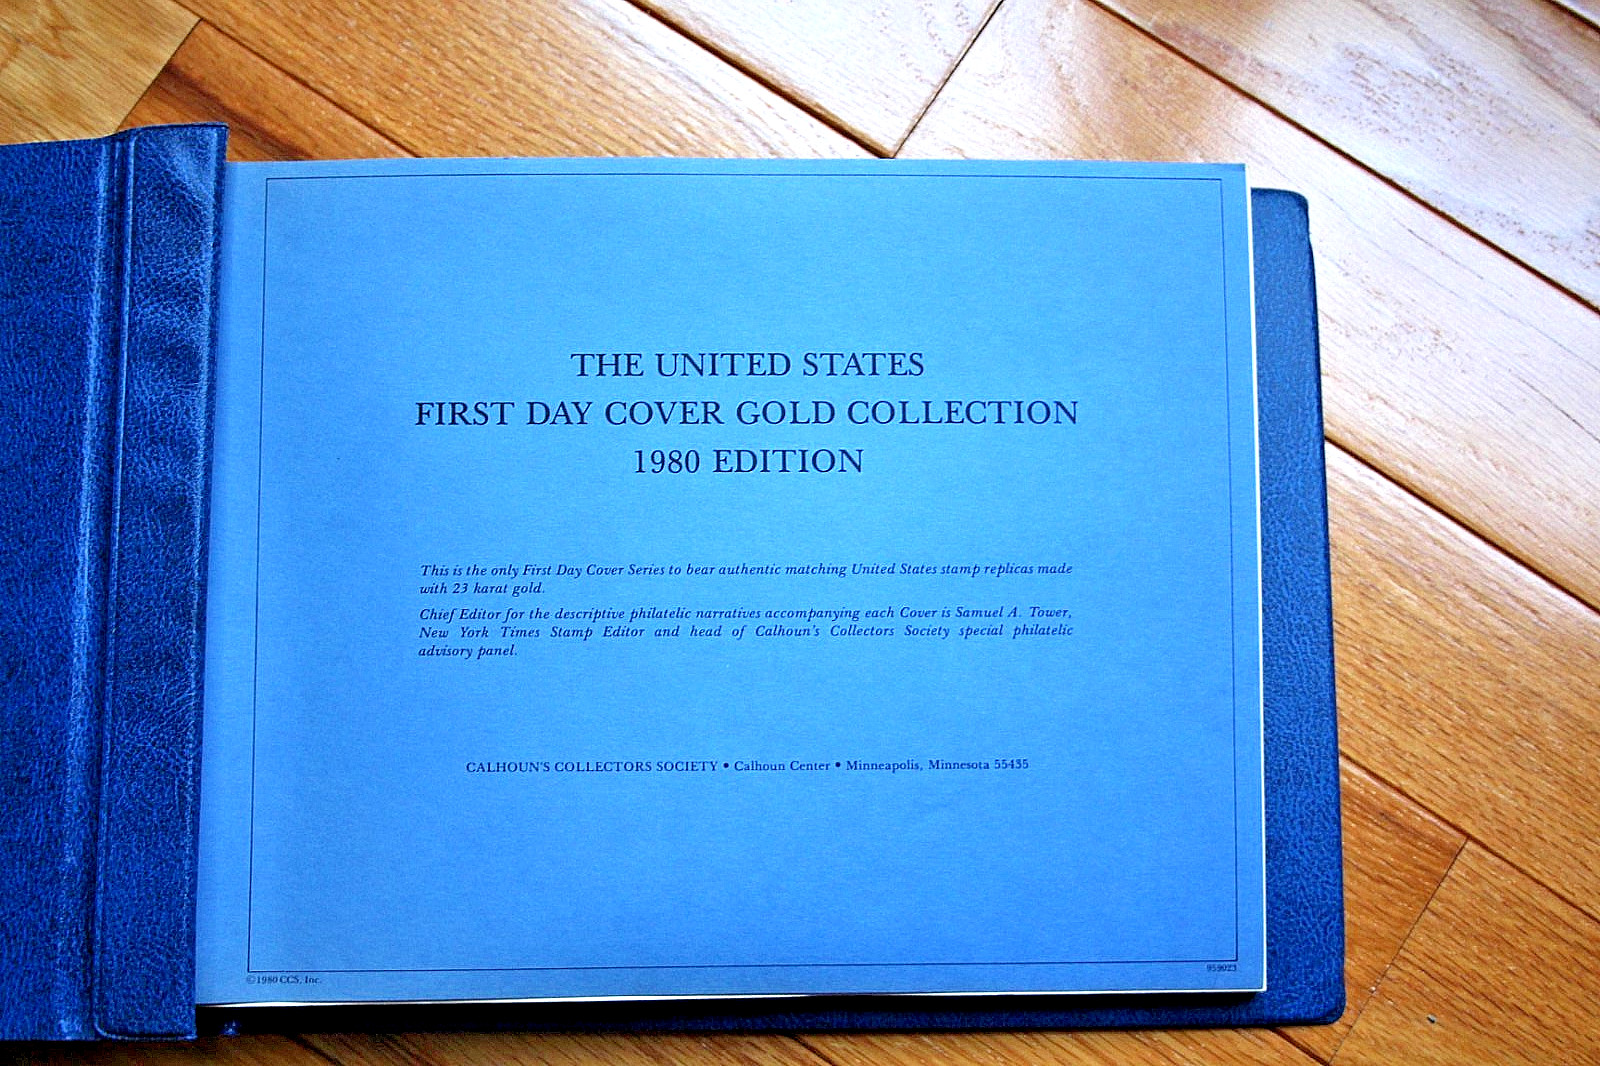 THE UNITED STATES
FIRST DAY COVER GOLD COLLECTION
1980 EDITION
This is the only First Day Cover Series to bear authentic matching United States stamp replicas made
with 23 karat gold.
Chief Editor for the descriptive philatelic narratives accompanying each Cover is Samuel A. Tower,
New York Times Stamp Editor and head of Calhoun's Collectors Society special philatelic
advisory panel.
CALHOUN'S COLLECTORS SOCIETY • Calhoun Center • Minneapolis, Minnesota 55435
©1980 CCS, Inc.